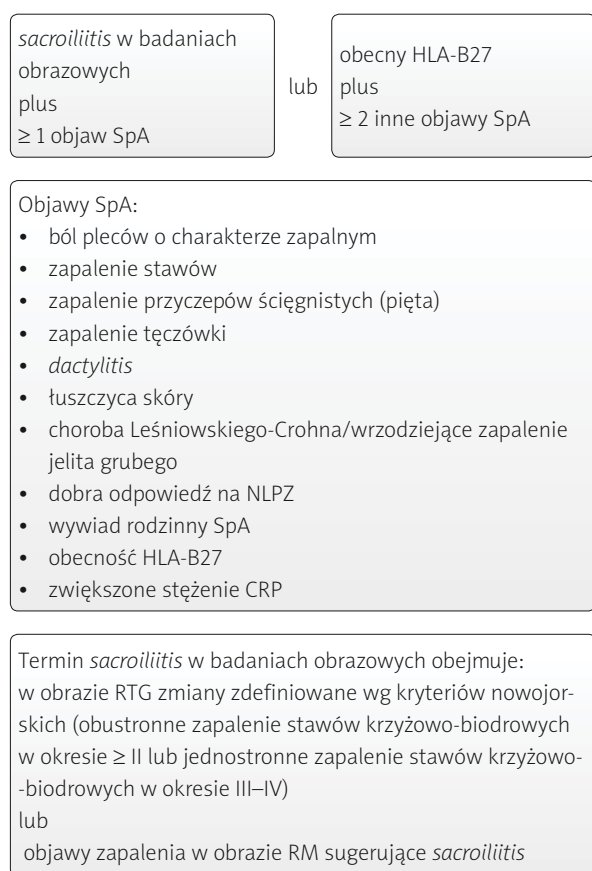 sacroiliitis w badaniach
obrazowych
plus
≥ 1 objaw SpA
lub
obecny HLA-B27
plus
≥ 2 inne objawy SpA
Objawy SpA:
• ból pleców o charakterze zapalnym
• zapalenie stawów
• zapalenie przyczepów ścięgnistych (pięta)
• zapalenie tęczówki
• dactylitis
• łuszczyca skóry
• choroba Leśniowskiego-Crohna/wrzodziejące zapalenie
jelita grubego
• dobra odpowiedź na NLPZ
• wywiad rodzinny SpA
• obecność HLA-B27
• zwiększone stężenie CRP
Termin sacroiliitis w badaniach obrazowych obejmuje:
w obrazie RTG zmiany zdefiniowane wg kryteriów nowojor-
skich (obustronne zapalenie stawów krzyżowo-biodrowych
w okresie ≥ II lub jednostronne zapalenie stawów krzyżowo-
-biodrowych w okresie III–IV)
lub
objawy zapalenia w obrazie RM sugerujące sacroiliitis